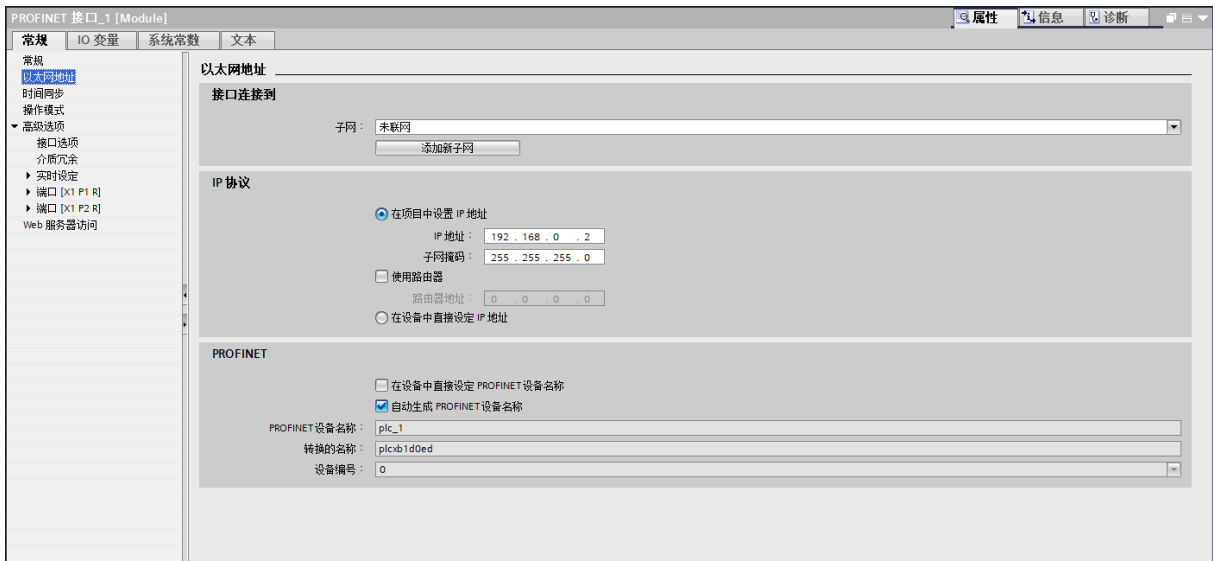 PROFINET 接口_1 [Module]
属性 信息 诊断
常规 IO 变量 系统常数 文本
常规
以太网地址
时间同步
操作模式
高级选项
接口选项
介质冗余
实时设定
端口 [X1 P1 R]
端口 [X1 P2 R]
Web 服务器访问
以太网地址
接口连接到
子网： 未联网
添加新子网
IP 协议
在项目中设置 IP 地址
IP 地址： 192 . 168 . 0 . 2
子网掩码： 255 . 255 . 255 . 0
使用路由器
路由器地址： 0 . 0 . 0 . 0
在设备中直接设定 IP 地址
PROFINET
在设备中直接设定 PROFINET 设备名称
自动生成 PROFINET 设备名称
PROFINET 设备名称： plc_1
转换的名称： plcxb1d0ed
设备编号： 0